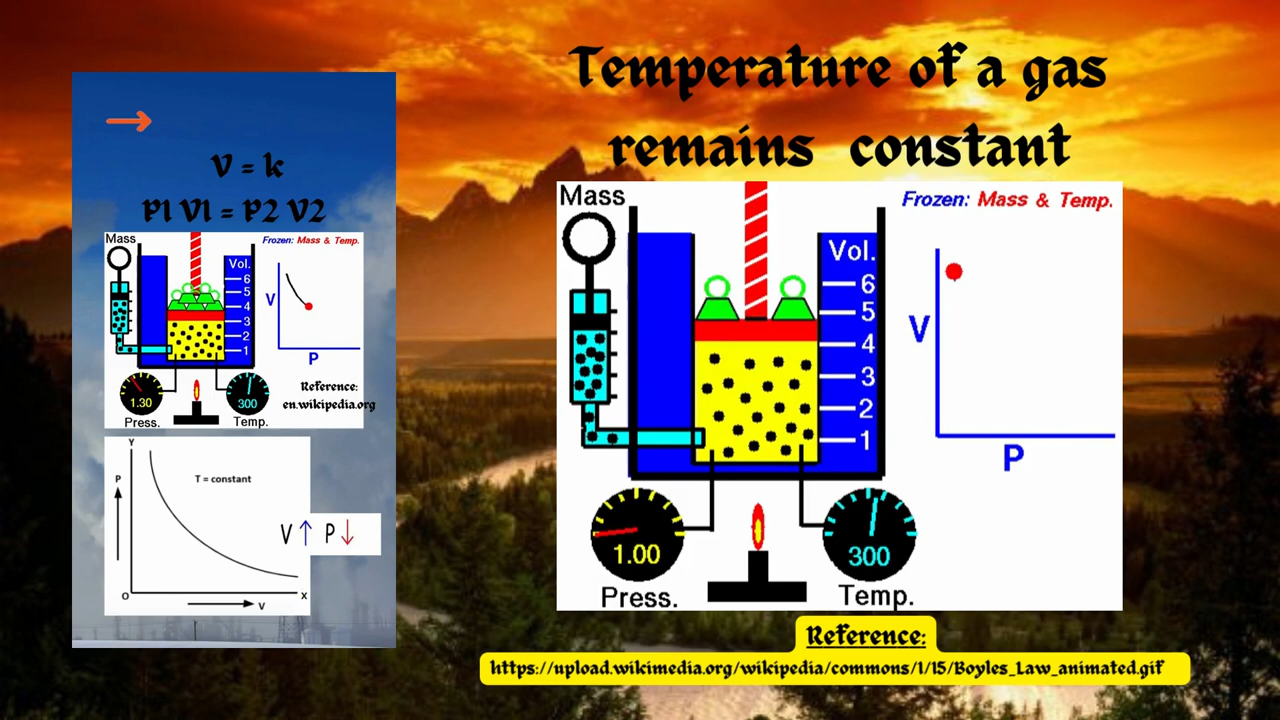 Temperature of a gas
remains constant
→
V = k
P1 V1 = P2 V2
Mass
Frozen: Mass & Temp.
Vol.
6
5
4
3
2
1
V
P
1.30
300
Press.
Temp.
Reference:
en.wikipedia.org
Y
P
T = constant
V ↑ P ↓
O
X
V
Mass
Frozen: Mass & Temp.
Vol.
6
5
4
3
2
1
V
P
1.00
300
Press.
Temp.
Reference:
https://upload.wikimedia.org/wikipedia/commons/1/15/Boyles_Law_animated.gif